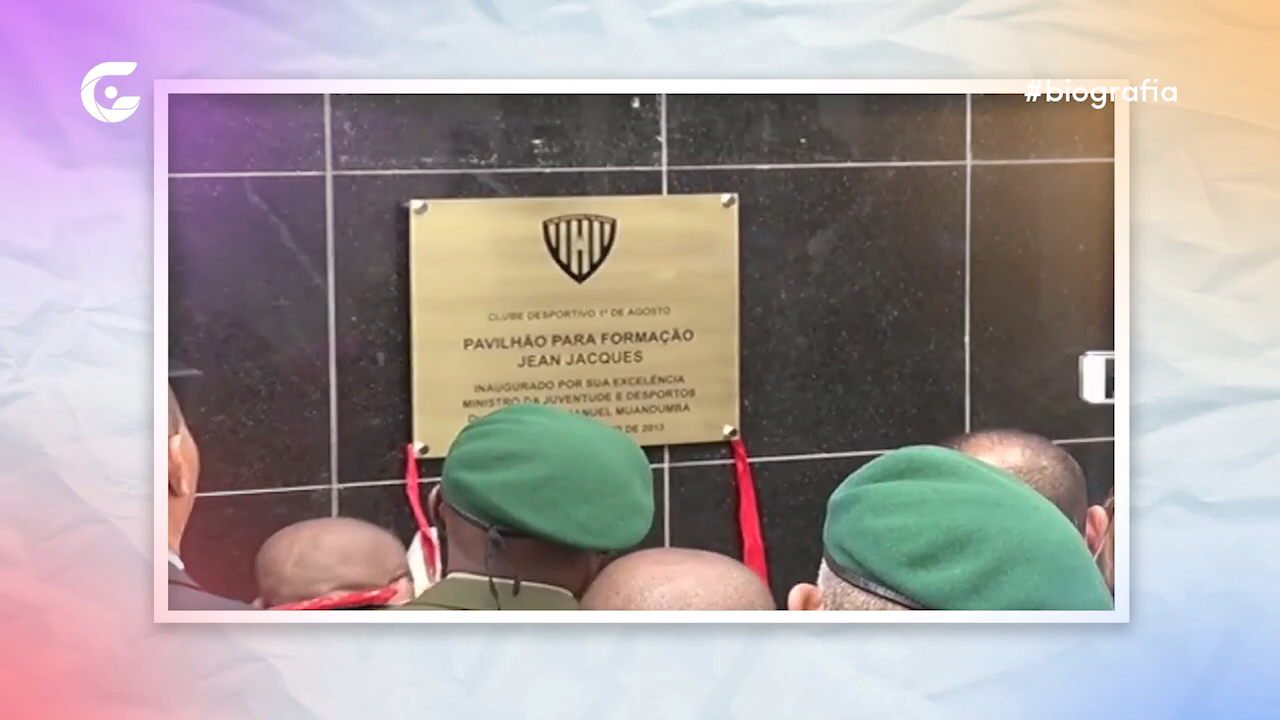 #biografia
CLUBE DESPORTIVO 1º DE AGOSTO
PAVILHÃO PARA FORMAÇÃO
JEAN JACQUES
INAUGURADO POR SUA EXCELÊNCIA
MINISTRO DA JUVENTUDE E DESPORTOS
MUANDUMBA
DE 2013